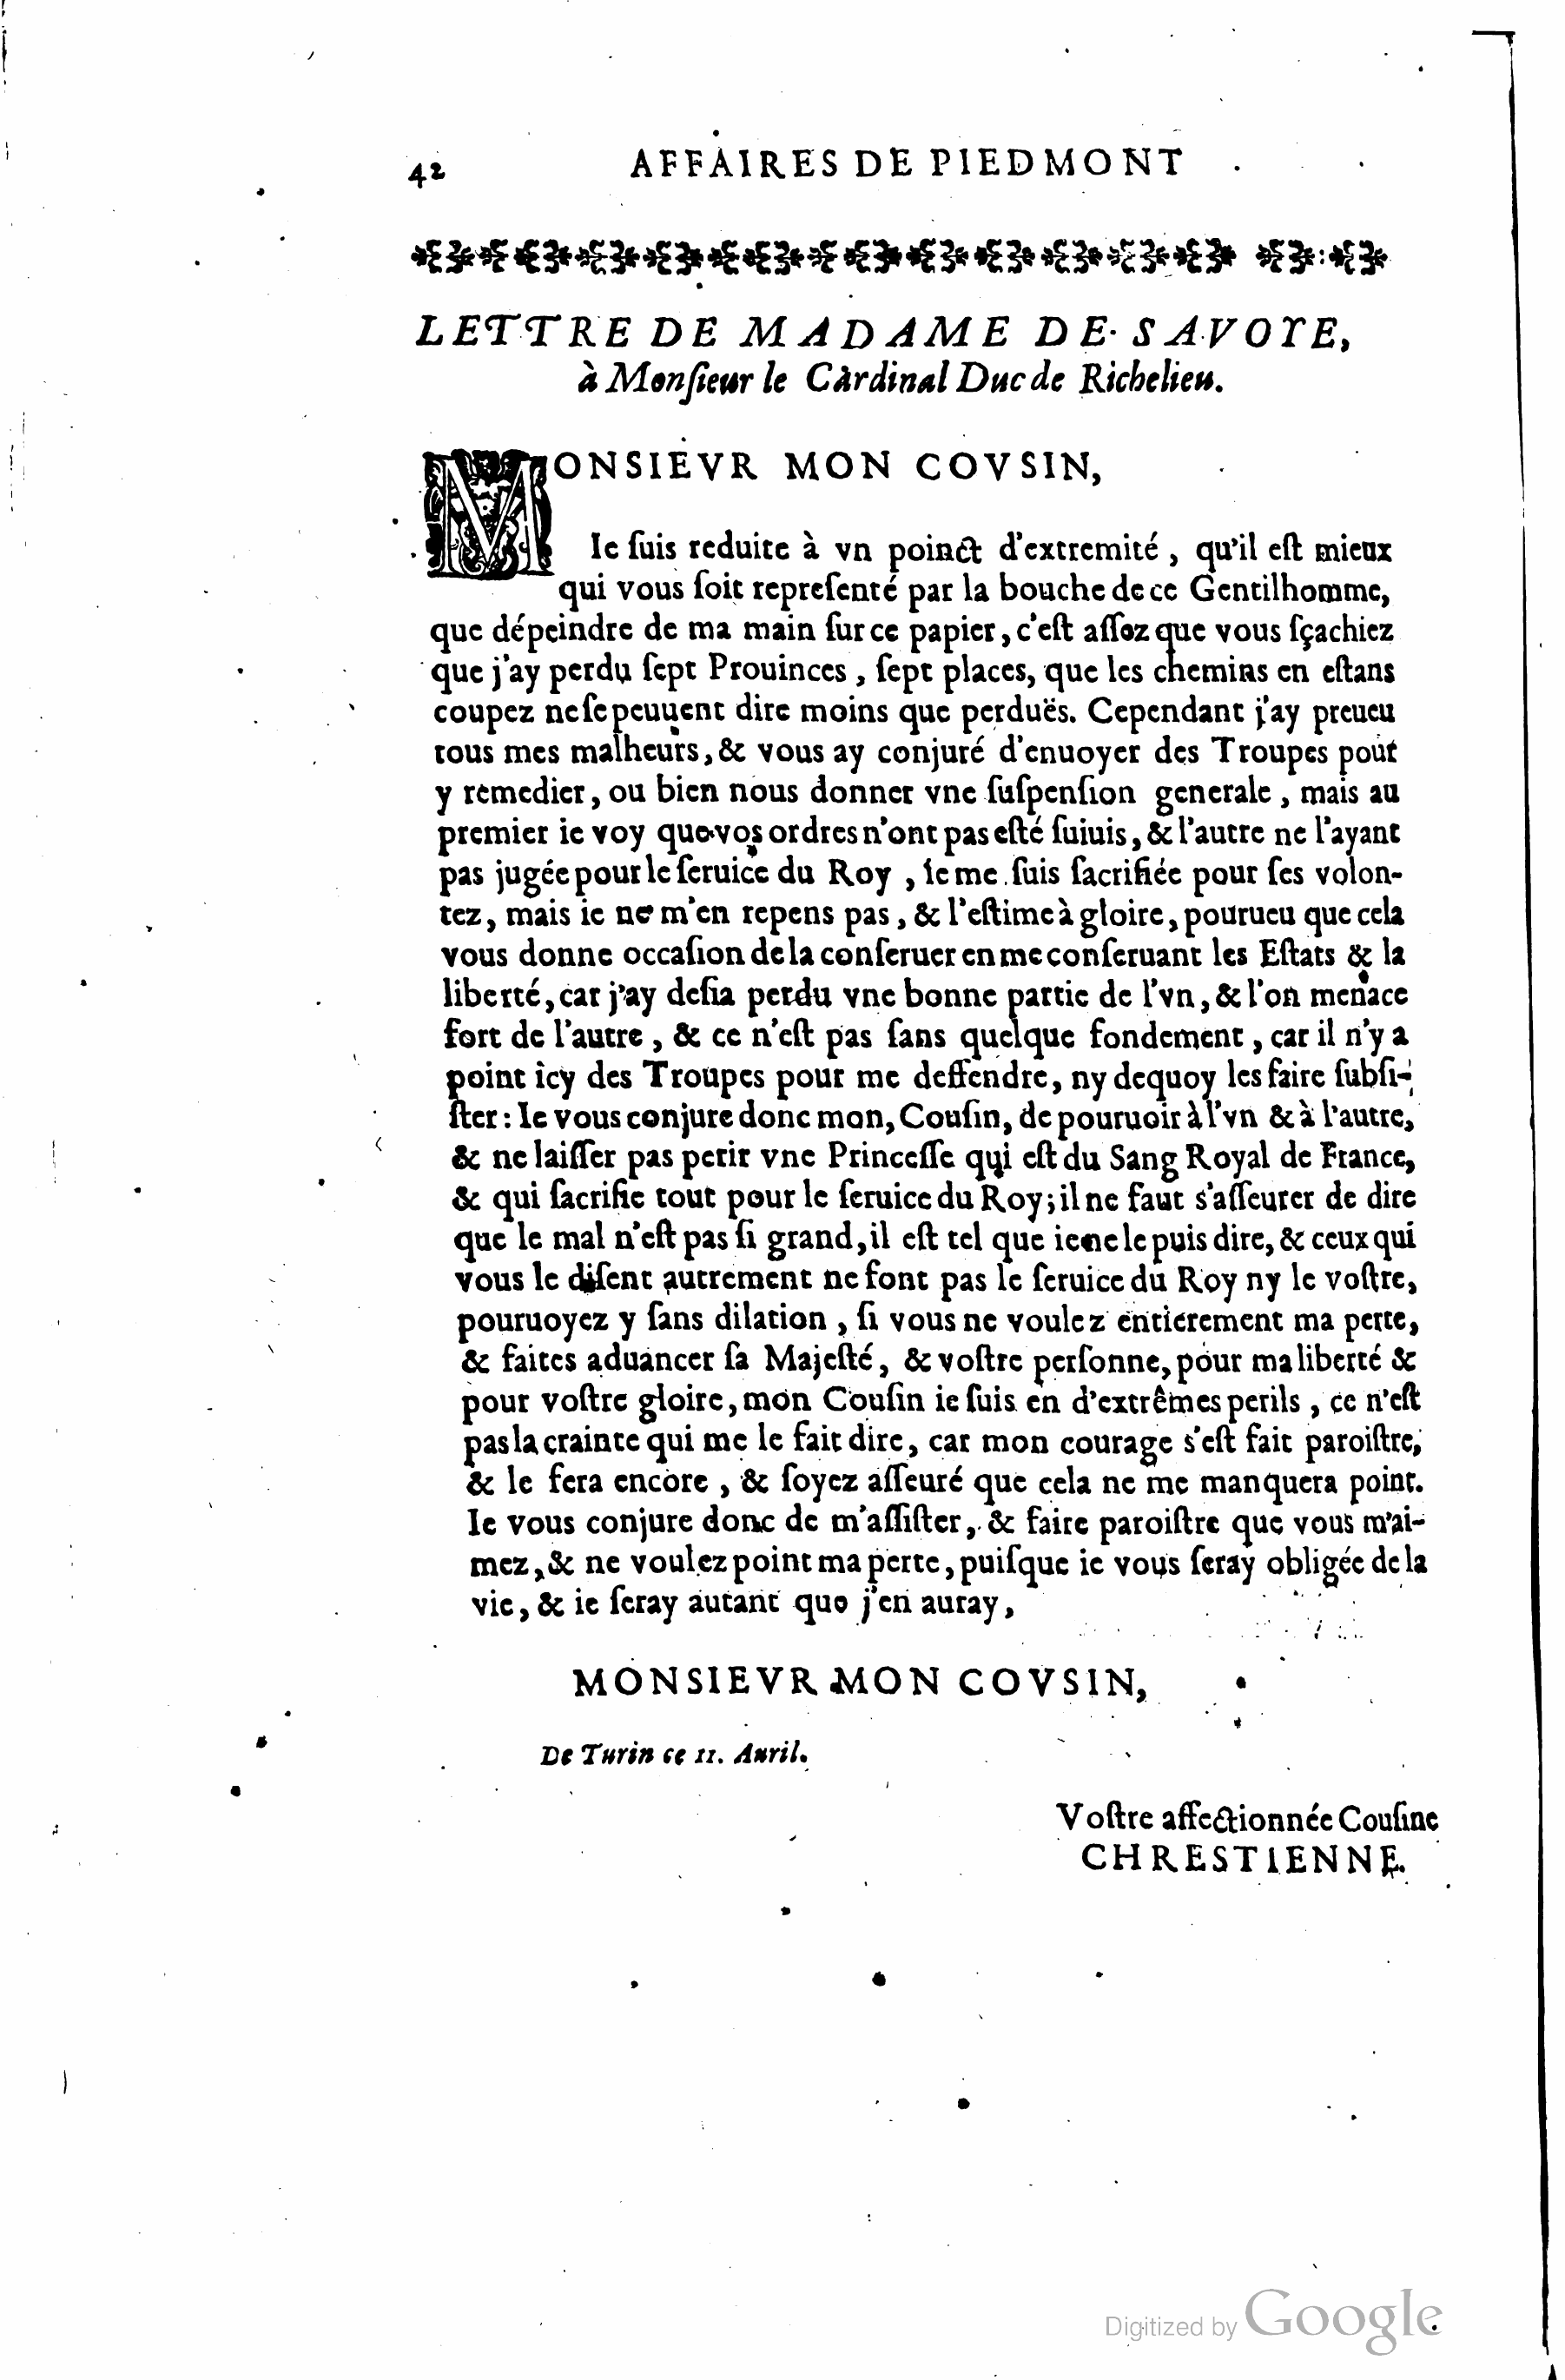 42 AFFAIRES DE PIEDMONT
LETTRE DE MADAME DE SAVOYE,
à Monſieur le Cardinal Duc de Richelieu.
MONSIEVR MON COVSIN,
Ie ſuis reduite à vn poinct d'extremité, qu'il eſt mieux
qui vous ſoit repreſenté par la bouche de ce Gentilhomme,
que dépeindre de ma main ſur ce papier, c'eſt aſſez que vous ſçachiez
que j'ay perdu ſept Prouinces, ſept places, que les chemins en eſtans
coupez ne ſe peuuent dire moins que perduës. Cependant j'ay preueu
tous mes malheurs, & vous ay conjuré d'enuoyer des Troupes pour
y remedier, ou bien nous donner vne ſuſpenſion generale, mais au
premier ie voy que vos ordres n'ont pas eſté ſuiuis, & l'autre ne l'ayant
pas jugée pour le ſeruice du Roy, ie me ſuis ſacrifiée pour ſes volon-
tez, mais ie ne m'en repens pas, & l'eſtime à gloire, pourueu que cela
vous donne occaſion de la conſeruer en me conſeruant les Eſtats & la
liberté, car j'ay deſia perdu vne bonne partie de l'vn, & l'on menace
fort de l'autre, & ce n'eſt pas ſans quelque fondement, car il n'y a
point icy des Troupes pour me deffendre, ny dequoy les faire ſubſi-
ſter: Ie vous conjure donc mon, Couſin, de pouruoir à l'vn & à l'autre,
& ne laiſſer pas perir vne Princeſſe qui eſt du Sang Royal de France,
& qui ſacrifie tout pour le ſeruice du Roy; il ne faut s'aſſeurer de dire
que le mal n'eſt pas ſi grand, il eſt tel que ie ne le puis dire, & ceux qui
vous le diſent autrement ne font pas le ſeruice du Roy ny le voſtre,
pouruoyez y ſans dilation, ſi vous ne voulez entierement ma perte,
& faites aduancer ſa Majeſté, & voſtre perſonne, pour ma liberté &
pour voſtre gloire, mon Couſin ie ſuis en d'extrêmes perils, ce n'eſt
pas la crainte qui me le fait dire, car mon courage s'eſt fait paroiſtre,
& le fera encore, & ſoyez aſſeuré que cela ne me manquera point.
Ie vous conjure donc de m'aſſiſter, & faire paroiſtre que vous m'ai-
mez, & ne voulez point ma perte, puiſque ie vous ſeray obligée de la
vie, & ie ſeray autant que j'en auray,
MONSIEVR MON COVSIN,
De Turin ce 11. Auril.
Voſtre affectionnée Couſine
CHRESTIENNE.
Digitized by Google